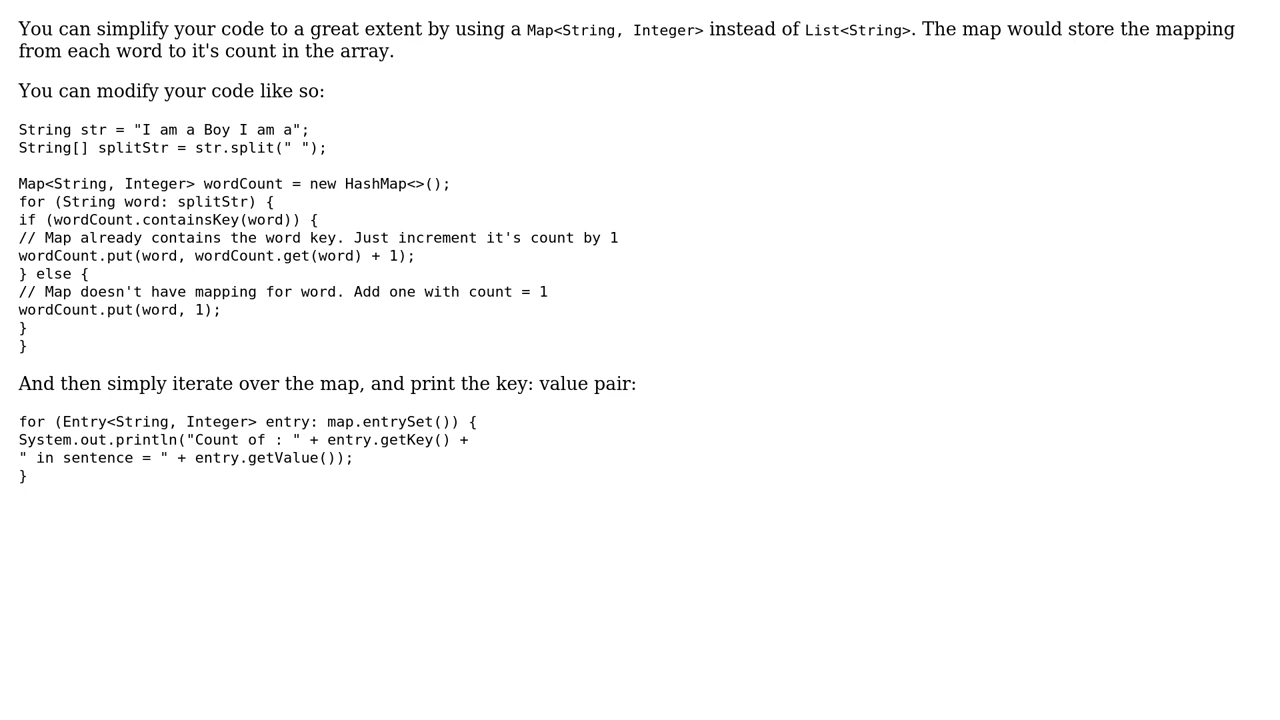 You can simplify your code to a great extent by using a Map<String, Integer> instead of List<String>. The map would store the mapping
from each word to it's count in the array.
You can modify your code like so:
String str = "I am a Boy I am a";
String[] splitStr = str.split(" ");
Map<String, Integer> wordCount = new HashMap<>();
for (String word: splitStr) {
if (wordCount.containsKey(word)) {
// Map already contains the word key. Just increment it's count by 1
wordCount.put(word, wordCount.get(word) + 1);
} else {
// Map doesn't have mapping for word. Add one with count = 1
wordCount.put(word, 1);
}
}
And then simply iterate over the map, and print the key: value pair:
for (Entry<String, Integer> entry: map.entrySet()) {
System.out.println("Count of : " + entry.getKey() +
" in sentence = " + entry.getValue());
}